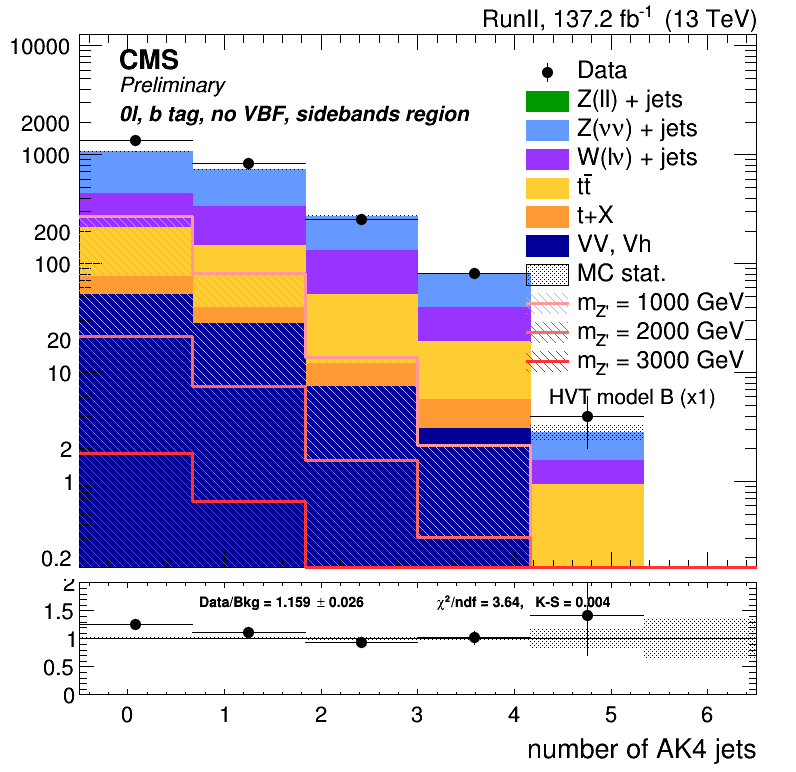 RunII, 137.2 fb⁻¹ (13 TeV)
CMS
Preliminary
0l, b tag, no VBF, sidebands region
Data
Z(ll) + jets
Z(νν) + jets
W(lν) + jets
tt̄
t+X
VV, Vh
MC stat.
m_Z' = 1000 GeV
m_Z' = 2000 GeV
m_Z' = 3000 GeV
HVT model B (x1)
10000
2000
1000
200
100
20
10
2
1
0.2
Data/Bkg = 1.159 ± 0.026
χ²/ndf = 3.64, K-S = 0.004
2
1.5
1
0.5
0
0 1 2 3 4 5 6
number of AK4 jets